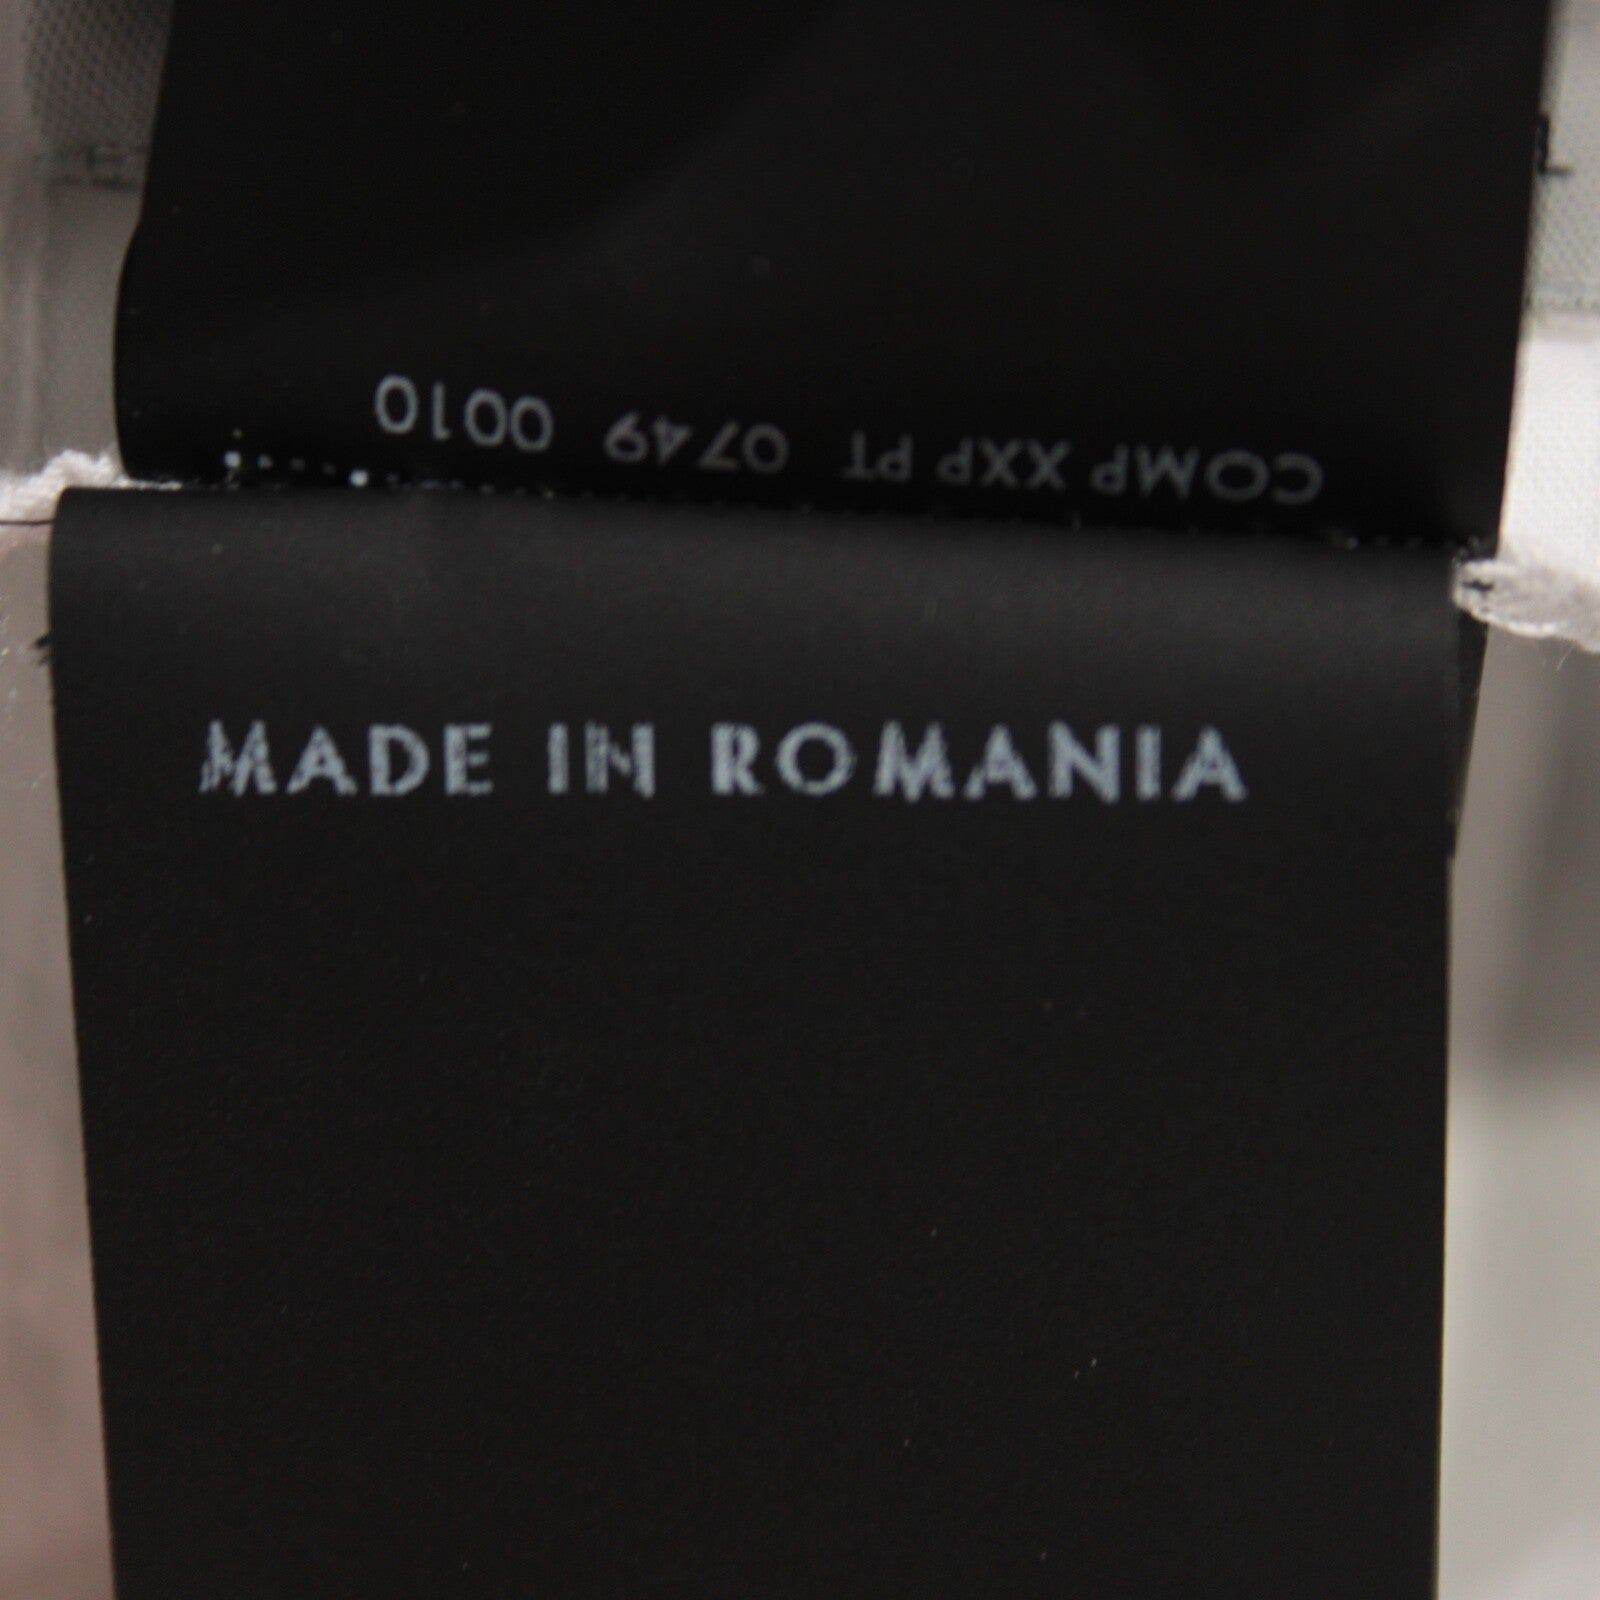 COMP XXP PT 0749 0010
MADE IN ROMANIA